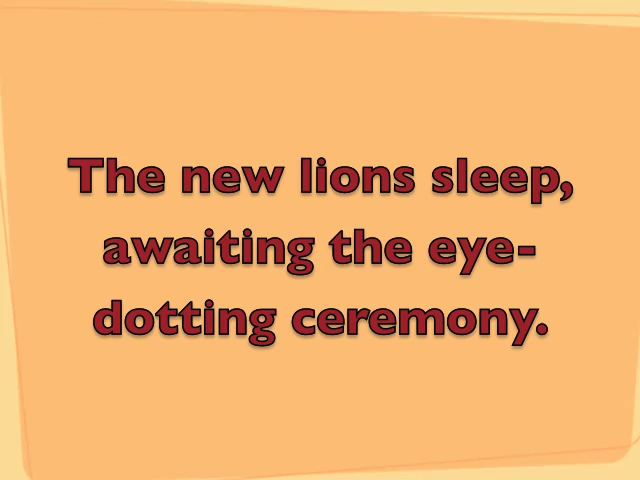 The new lions sleep,
awaiting the eye-
dotting ceremony.